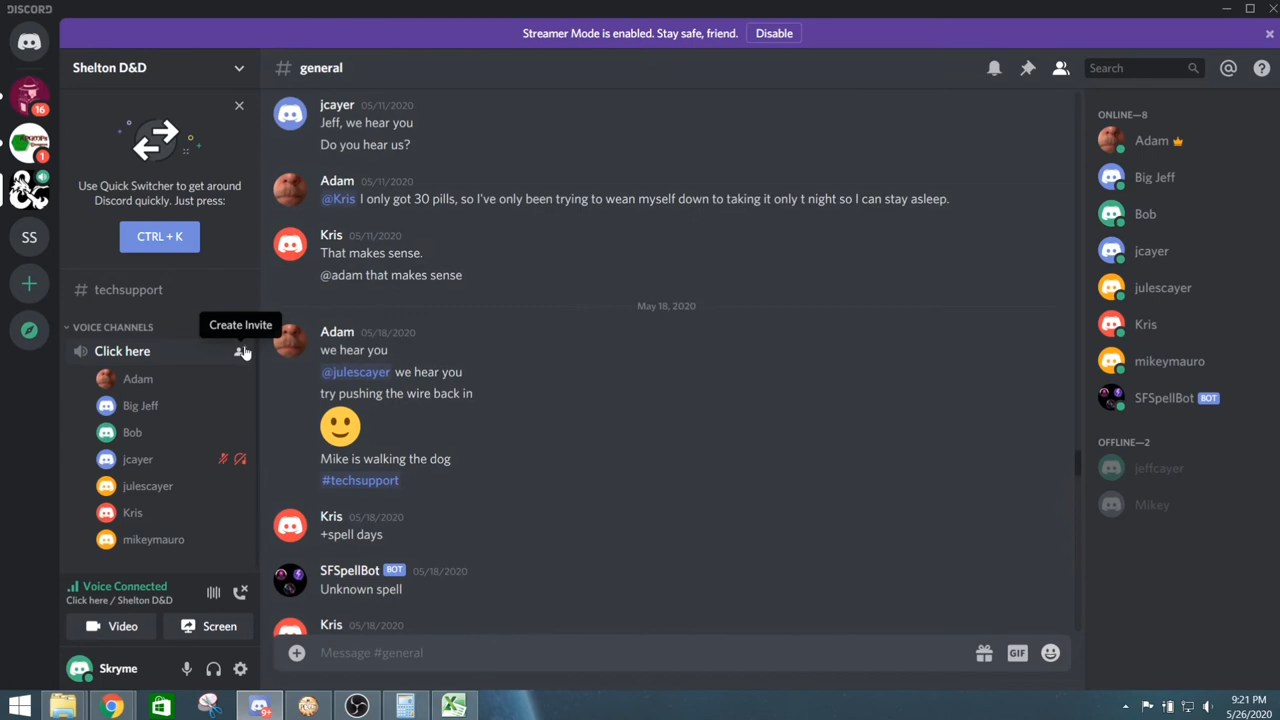 DISCORD
Streamer Mode is enabled. Stay safe, friend.
Disable
Shelton D&D
# general
Search
16
1
SS
Use Quick Switcher to get around
Discord quickly. Just press:
CTRL + K
# techsupport
VOICE CHANNELS
Create Invite
Click here
Adam
Big Jeff
Bob
jcayer
julescayer
Kris
mikeymauro
Voice Connected
Click here / Shelton D&D
Video
Screen
Skryme
jcayer 05/11/2020
Jeff, we hear you
Do you hear us?
Adam 05/11/2020
@Kris I only got 30 pills, so I've only been trying to wean myself down to taking it only t night so I can stay asleep.
Kris 05/11/2020
That makes sense.
@adam that makes sense
May 18, 2020
Adam 05/18/2020
we hear you
@julescayer we hear you
try pushing the wire back in
Mike is walking the dog
#techsupport
Kris 05/18/2020
+spell days
SFSpellBot BOT 05/18/2020
Unknown spell
Kris 05/18/2020
Message #general
GIF
ONLINE—8
Adam
Big Jeff
Bob
jcayer
julescayer
Kris
mikeymauro
SFSpellBot BOT
OFFLINE—2
jeffcayer
Mikey
9+
9:21 PM
5/26/2020